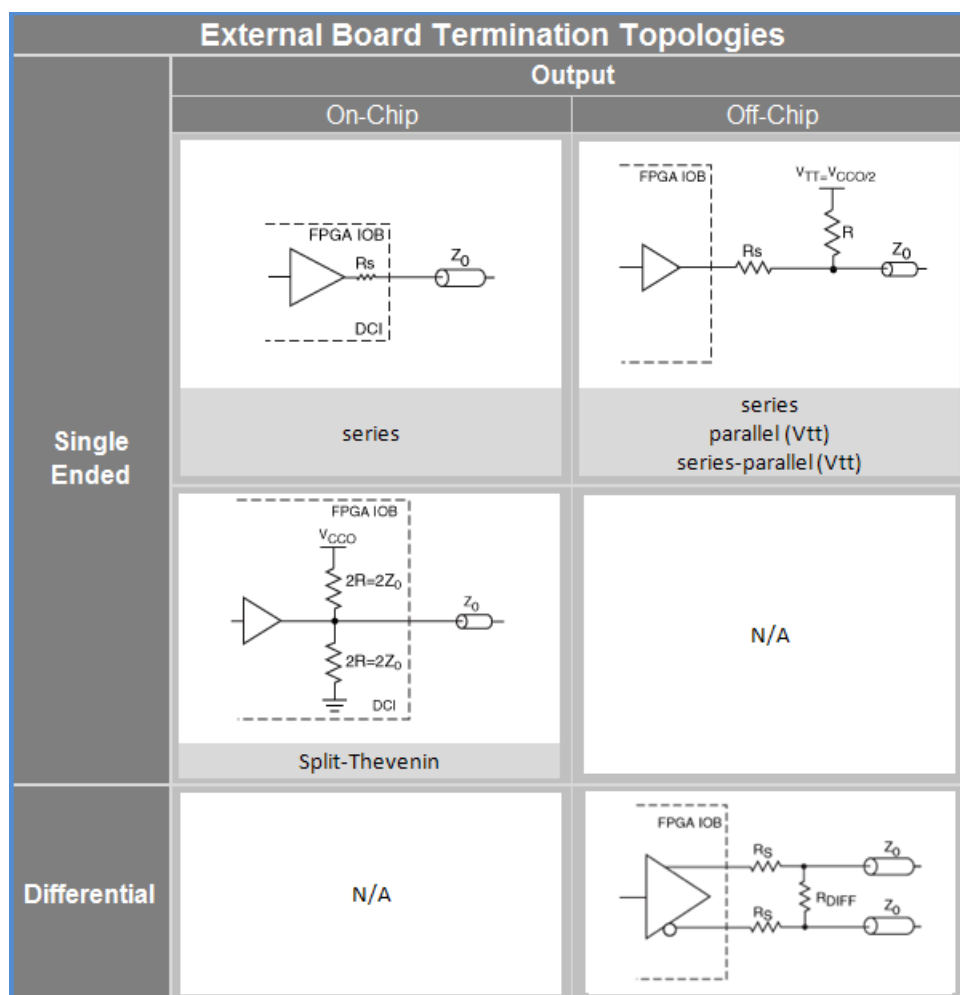 External Board Termination Topologies
Output
On-Chip
Off-Chip
Single
Ended
FPGA IOB
Rs
Z0
DCI
FPGA IOB
VTT=VCCO/2
R
Rs
Z0
series
series
parallel (Vtt)
series-parallel (Vtt)
FPGA IOB
VCCO
2R=2Z0
Z0
2R=2Z0
DCI
N/A
Split-Thevenin
Differential
N/A
FPGA IOB
RS
Z0
RDIFF
RS
Z0